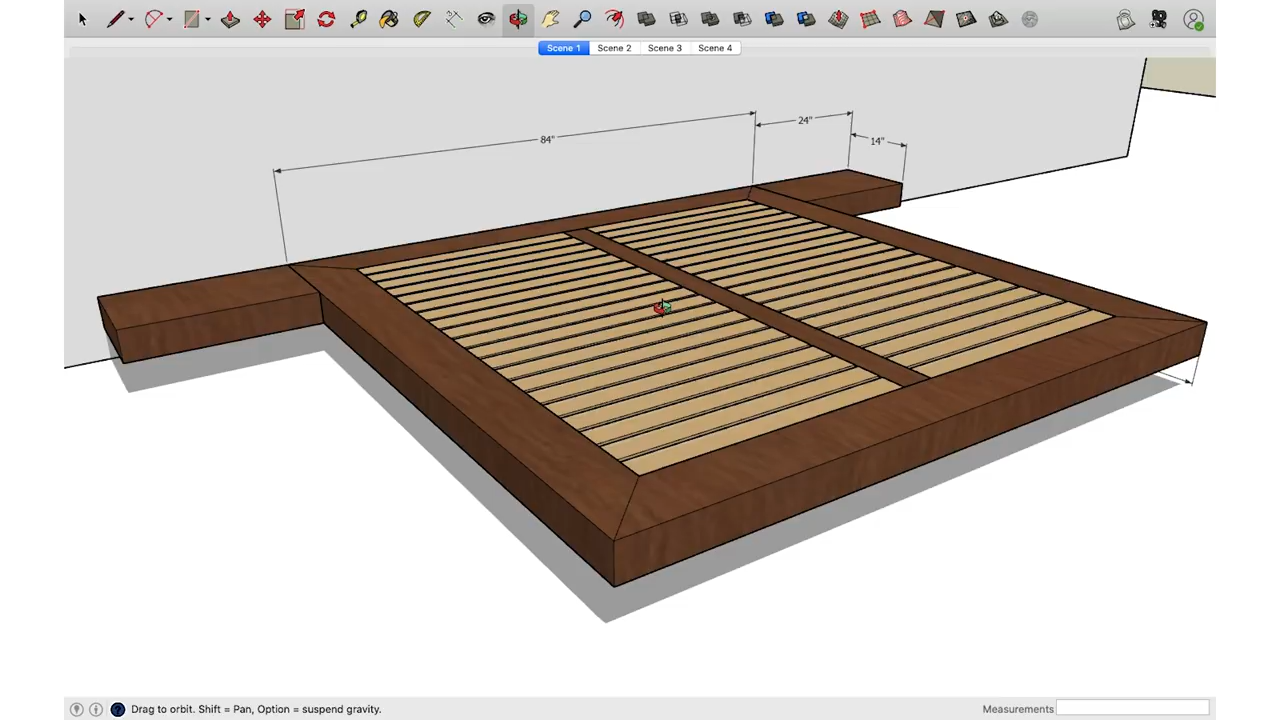 Scene 1 Scene 2 Scene 3 Scene 4
84"
24"
14"
Drag to orbit. Shift = Pan, Option = suspend gravity.
Measurements